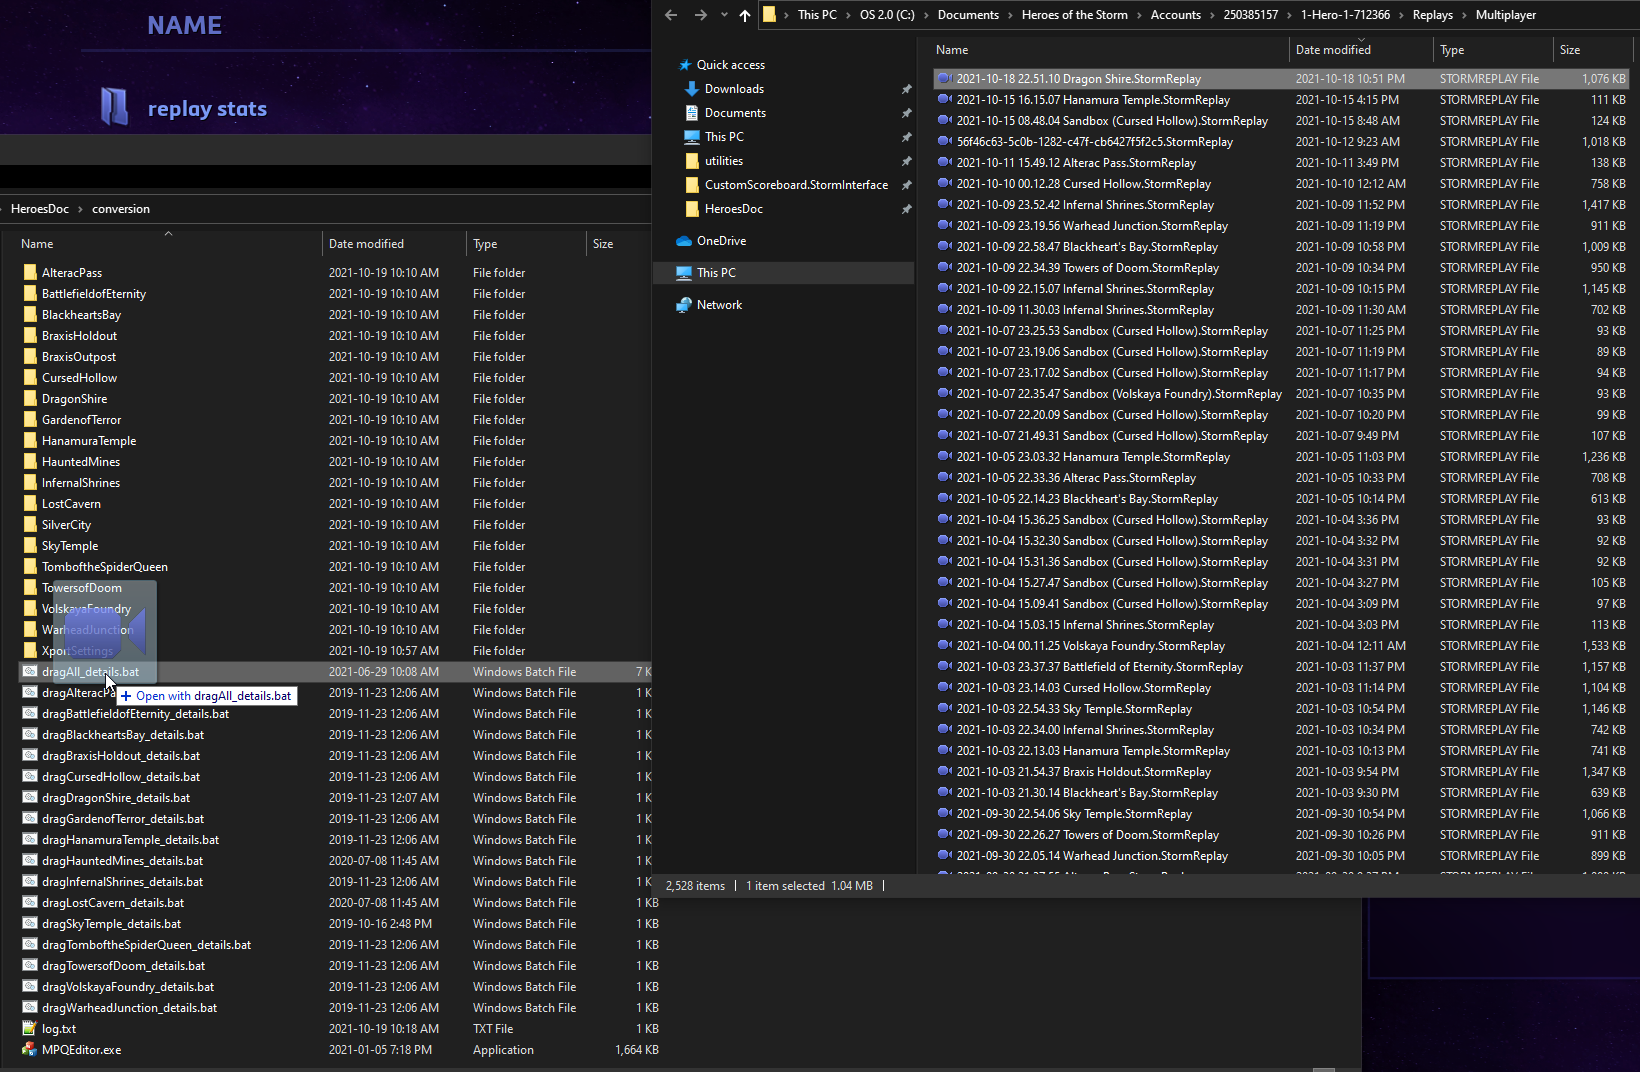 NAME
replay stats
HeroesDoc > conversion
Name Date modified Type Size
AlteracPass 2021-10-19 10:10 AM File folder
BattlefieldofEternity 2021-10-19 10:10 AM File folder
BlackheartsBay 2021-10-19 10:10 AM File folder
BraxisHoldout 2021-10-19 10:10 AM File folder
BraxisOutpost 2021-10-19 10:10 AM File folder
CursedHollow 2021-10-19 10:10 AM File folder
DragonShire 2021-10-19 10:10 AM File folder
GardenofTerror 2021-10-19 10:10 AM File folder
HanamuraTemple 2021-10-19 10:10 AM File folder
HauntedMines 2021-10-19 10:10 AM File folder
InfernalShrines 2021-10-19 10:10 AM File folder
LostCavern 2021-10-19 10:10 AM File folder
SilverCity 2021-10-19 10:10 AM File folder
SkyTemple 2021-10-19 10:10 AM File folder
TomboftheSpiderQueen 2021-10-19 10:10 AM File folder
TowersofDoom 2021-10-19 10:10 AM File folder
VolskayaFoundry 2021-10-19 10:10 AM File folder
WarheadJunction 2021-10-19 10:10 AM File folder
XportSettings 2021-10-19 10:57 AM File folder
dragAll_details.bat 2021-06-29 10:08 AM Windows Batch File 7 K
dragAlteracPa 2019-11-23 12:06 AM Windows Batch File 1 K
+ Open with dragAll_details.bat
dragBattlefieldofEternity_details.bat 2019-11-23 12:06 AM Windows Batch File 1 K
dragBlackheartsBay_details.bat 2019-11-23 12:06 AM Windows Batch File 1 K
dragBraxisHoldout_details.bat 2019-11-23 12:06 AM Windows Batch File 1 K
dragCursedHollow_details.bat 2019-11-23 12:06 AM Windows Batch File 1 K
dragDragonShire_details.bat 2019-11-23 12:07 AM Windows Batch File 1 K
dragGardenofTerror_details.bat 2019-11-23 12:06 AM Windows Batch File 1 K
dragHanamuraTemple_details.bat 2019-11-23 12:06 AM Windows Batch File 1 K
dragHauntedMines_details.bat 2020-07-08 11:45 AM Windows Batch File 1 K
dragInfernalShrines_details.bat 2019-11-23 12:06 AM Windows Batch File 1 K
dragLostCavern_details.bat 2020-07-08 11:45 AM Windows Batch File 1 KB
dragSkyTemple_details.bat 2019-10-16 2:48 PM Windows Batch File 1 KB
dragTomboftheSpiderQueen_details.bat 2019-11-23 12:06 AM Windows Batch File 1 KB
dragTowersofDoom_details.bat 2019-11-23 12:06 AM Windows Batch File 1 KB
dragVolskayaFoundry_details.bat 2019-11-23 12:06 AM Windows Batch File 1 KB
dragWarheadJunction_details.bat 2019-11-23 12:06 AM Windows Batch File 1 KB
log.txt 2021-10-19 10:18 AM TXT File 1 KB
MPQEditor.exe 2021-01-05 7:18 PM Application 1,664 KB
This PC > OS 2.0 (C:) > Documents > Heroes of the Storm > Accounts > 250385157 > 1-Hero-1-712366 > Replays > Multiplayer
Quick access
Downloads
Documents
This PC
utilities
CustomScoreboard.StormInterface
HeroesDoc
OneDrive
This PC
Network
Name Date modified Type Size
2021-10-18 22.51.10 Dragon Shire.StormReplay 2021-10-18 10:51 PM STORMREPLAY File 1,076 KB
2021-10-15 16.15.07 Hanamura Temple.StormReplay 2021-10-15 4:15 PM STORMREPLAY File 111 KB
2021-10-15 08.48.04 Sandbox (Cursed Hollow).StormReplay 2021-10-15 8:48 AM STORMREPLAY File 124 KB
56f46c63-5c0b-1282-c47f-cb6427f5f2c5.StormReplay 2021-10-12 9:23 AM STORMREPLAY File 1,018 KB
2021-10-11 15.49.12 Alterac Pass.StormReplay 2021-10-11 3:49 PM STORMREPLAY File 138 KB
2021-10-10 00.12.28 Cursed Hollow.StormReplay 2021-10-10 12:12 AM STORMREPLAY File 758 KB
2021-10-09 23.52.42 Infernal Shrines.StormReplay 2021-10-09 11:52 PM STORMREPLAY File 1,417 KB
2021-10-09 23.19.56 Warhead Junction.StormReplay 2021-10-09 11:19 PM STORMREPLAY File 911 KB
2021-10-09 22.58.47 Blackheart's Bay.StormReplay 2021-10-09 10:58 PM STORMREPLAY File 1,009 KB
2021-10-09 22.34.39 Towers of Doom.StormReplay 2021-10-09 10:34 PM STORMREPLAY File 950 KB
2021-10-09 22.15.07 Infernal Shrines.StormReplay 2021-10-09 10:15 PM STORMREPLAY File 1,145 KB
2021-10-09 11.30.03 Infernal Shrines.StormReplay 2021-10-09 11:30 AM STORMREPLAY File 702 KB
2021-10-07 23.25.53 Sandbox (Cursed Hollow).StormReplay 2021-10-07 11:25 PM STORMREPLAY File 93 KB
2021-10-07 23.19.06 Sandbox (Cursed Hollow).StormReplay 2021-10-07 11:19 PM STORMREPLAY File 89 KB
2021-10-07 23.17.02 Sandbox (Cursed Hollow).StormReplay 2021-10-07 11:17 PM STORMREPLAY File 94 KB
2021-10-07 22.35.47 Sandbox (Volskaya Foundry).StormReplay 2021-10-07 10:35 PM STORMREPLAY File 93 KB
2021-10-07 22.20.09 Sandbox (Cursed Hollow).StormReplay 2021-10-07 10:20 PM STORMREPLAY File 99 KB
2021-10-07 21.49.31 Sandbox (Cursed Hollow).StormReplay 2021-10-07 9:49 PM STORMREPLAY File 107 KB
2021-10-05 23.03.32 Hanamura Temple.StormReplay 2021-10-05 11:03 PM STORMREPLAY File 1,236 KB
2021-10-05 22.33.36 Alterac Pass.StormReplay 2021-10-05 10:33 PM STORMREPLAY File 708 KB
2021-10-05 22.14.23 Blackheart's Bay.StormReplay 2021-10-05 10:14 PM STORMREPLAY File 613 KB
2021-10-04 15.36.25 Sandbox (Cursed Hollow).StormReplay 2021-10-04 3:36 PM STORMREPLAY File 93 KB
2021-10-04 15.32.30 Sandbox (Cursed Hollow).StormReplay 2021-10-04 3:32 PM STORMREPLAY File 92 KB
2021-10-04 15.31.36 Sandbox (Cursed Hollow).StormReplay 2021-10-04 3:31 PM STORMREPLAY File 92 KB
2021-10-04 15.27.47 Sandbox (Cursed Hollow).StormReplay 2021-10-04 3:27 PM STORMREPLAY File 105 KB
2021-10-04 15.09.41 Sandbox (Cursed Hollow).StormReplay 2021-10-04 3:09 PM STORMREPLAY File 97 KB
2021-10-04 15.03.15 Infernal Shrines.StormReplay 2021-10-04 3:03 PM STORMREPLAY File 113 KB
2021-10-04 00.11.25 Volskaya Foundry.StormReplay 2021-10-04 12:11 AM STORMREPLAY File 1,533 KB
2021-10-03 23.37.37 Battlefield of Eternity.StormReplay 2021-10-03 11:37 PM STORMREPLAY File 1,157 KB
2021-10-03 23.14.03 Cursed Hollow.StormReplay 2021-10-03 11:14 PM STORMREPLAY File 1,104 KB
2021-10-03 22.54.33 Sky Temple.StormReplay 2021-10-03 10:54 PM STORMREPLAY File 1,146 KB
2021-10-03 22.34.00 Infernal Shrines.StormReplay 2021-10-03 10:34 PM STORMREPLAY File 742 KB
2021-10-03 22.13.03 Hanamura Temple.StormReplay 2021-10-03 10:13 PM STORMREPLAY File 741 KB
2021-10-03 21.54.37 Braxis Holdout.StormReplay 2021-10-03 9:54 PM STORMREPLAY File 1,347 KB
2021-10-03 21.30.14 Blackheart's Bay.StormReplay 2021-10-03 9:30 PM STORMREPLAY File 639 KB
2021-09-30 22.54.06 Sky Temple.StormReplay 2021-09-30 10:54 PM STORMREPLAY File 1,066 KB
2021-09-30 22.26.27 Towers of Doom.StormReplay 2021-09-30 10:26 PM STORMREPLAY File 911 KB
2021-09-30 22.05.14 Warhead Junction.StormReplay 2021-09-30 10:05 PM STORMREPLAY File 899 KB
2,528 items | 1 item selected 1.04 MB |